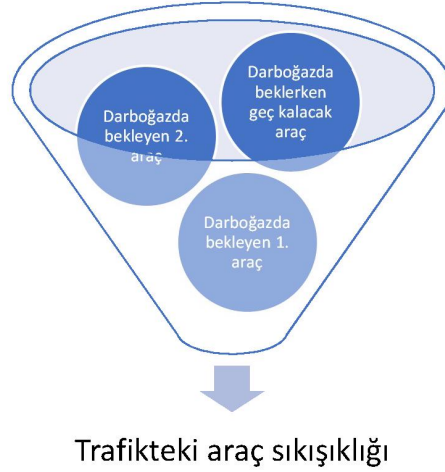 Darboğazda
beklerken
geç kalacak
araç
Darboğazda
bekleyen 2.
araç
Darboğazda
bekleyen 1.
araç
Trafikteki araç sıkışıklığı